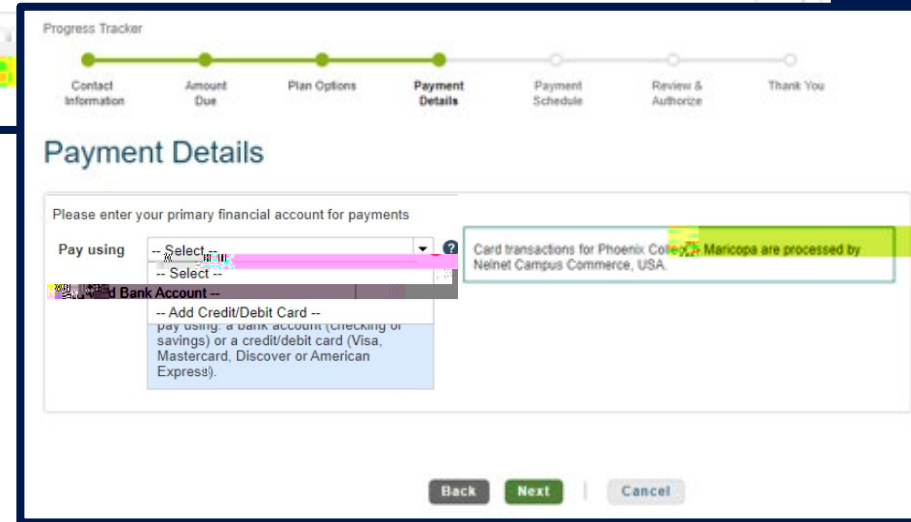 Progress Tracker
Contact Information
Amount Due
Plan Options
Payment Details
Payment Schedule
Review & Authorize
Thank You
Payment Details
Please enter your primary financial account for payments
Pay using
-- Select --
?
Card transactions for Phoenix Maricopa are processed by
Nelnet Campus Commerce, USA.
-- Select --
Bank Account --
-- Add Credit/Debit Card --
pay using: a bank account (checking or
savings) or a credit/debit card (Visa,
Mastercard, Discover or American
Express).
Back
Next
Cancel